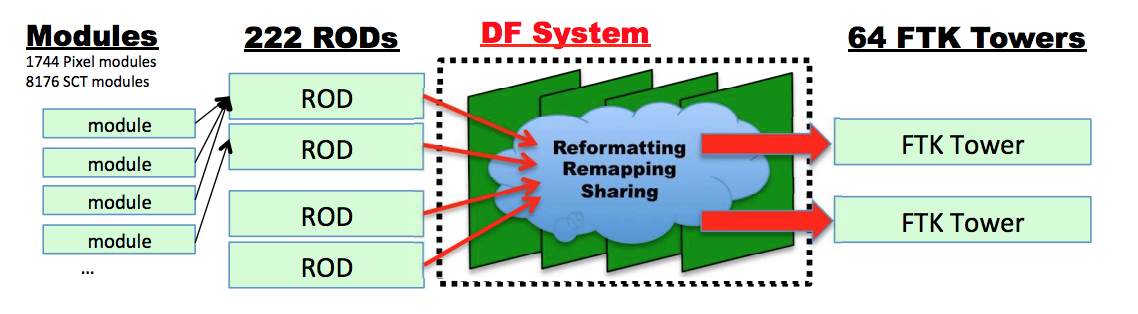 Modules
1744 Pixel modules
8176 SCT modules
module
module
module
module
...
222 RODs
ROD
ROD
ROD
ROD
DF System
Reformatting
Remapping
Sharing
64 FTK Towers
FTK Tower
FTK Tower